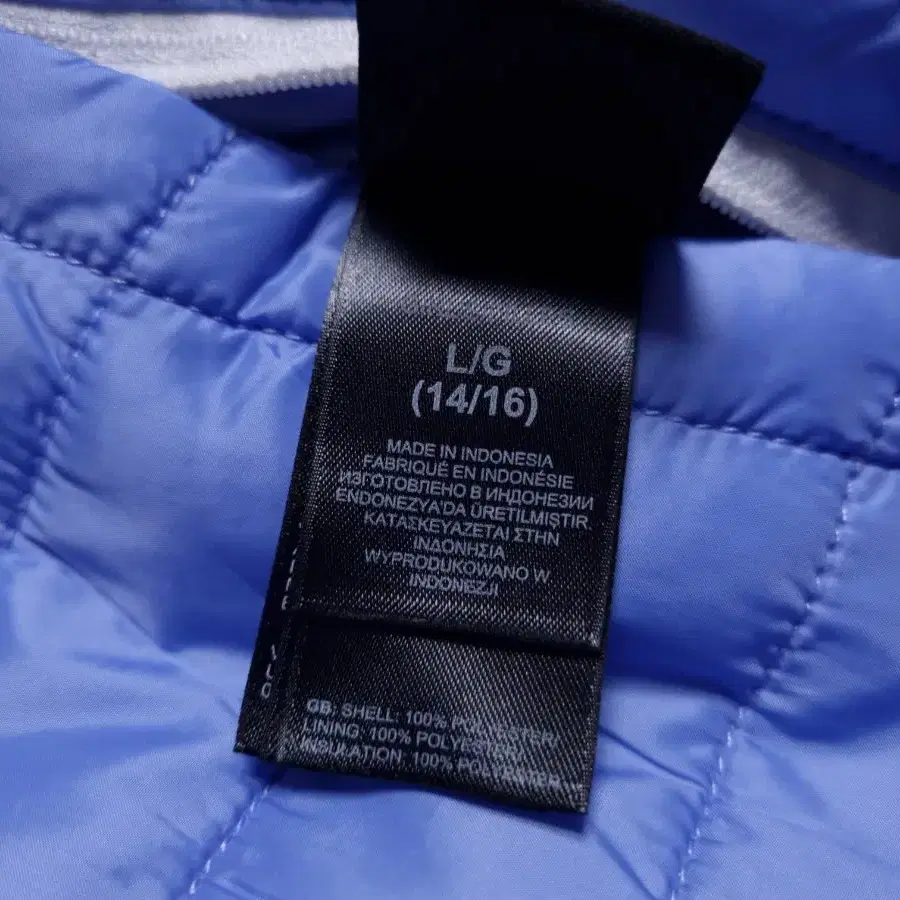 L/G
(14/16)
MADE IN INDONESIA
FABRIQUÉ EN INDONÉSIE
ИЗГОТОВЛЕНО В ИНДОНЕЗИИ
ENDONEZYA'DA ÜRETILMIŞTIR.
ΚΑΤΑΣΚΕΥΑΖΕΤΑΙ ΣΤΗΝ
ΙΝΔΟΝΗΣΙΑ
WYPRODUKOWANO W
INDONEZJI
GB: SHELL: 100% POLYESTER/
LINING: 100% POLYESTER/
INSULATION: 100% POLYESTER